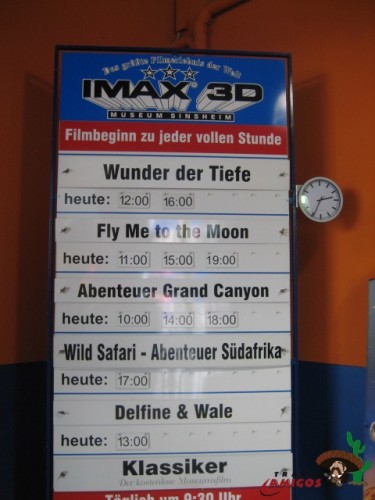 Das größte Filmerlebnis der Welt
IMAX® 3D
MUSEUM SINSHEIM
Filmbeginn zu jeder vollen Stunde
Wunder der Tiefe
heute: 12:00 16:00
Fly Me to the Moon
heute: 11:00 15:00 19:00
Abenteuer Grand Canyon
heute: 10:00 14:00 18:00
Wild Safari - Abenteuer Südafrika
heute: 17:00
Delfine & Wale
heute: 13:00
Klassiker
Der kostenlose Museumsfilm
Täglich um 9:30 Uhr
AMIGOS